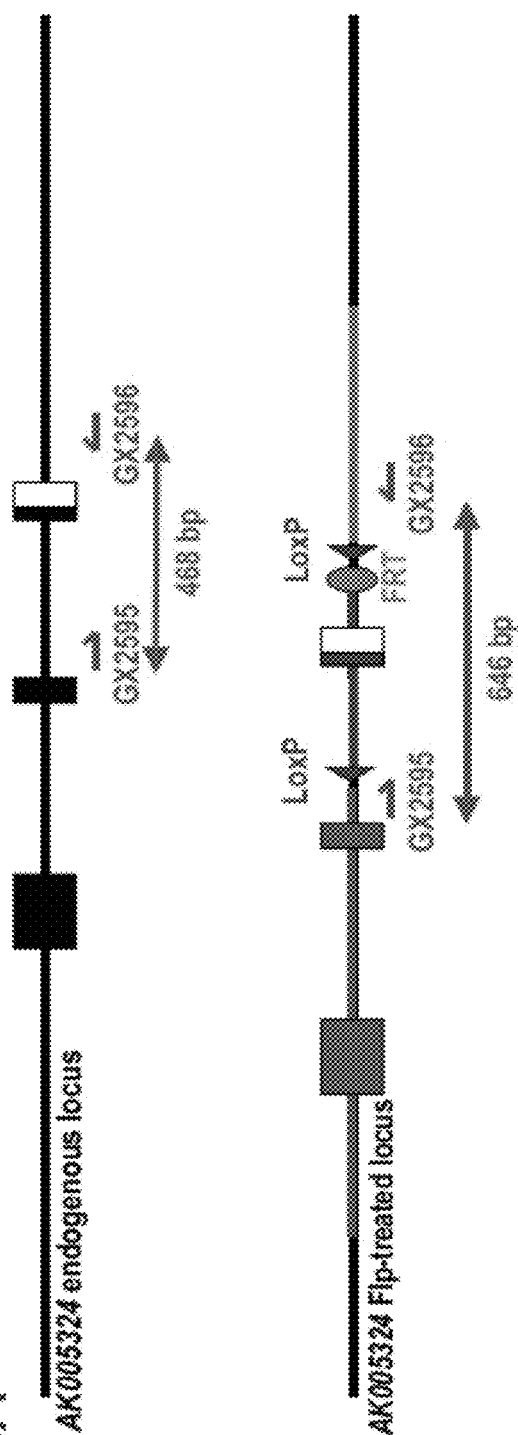 AK005324 endogenous locus
GX2595
GX2596
468 bp
AK005324 Flp-treated locus
LoxP
LoxP
FRT
GX2595
GX2596
646 bp